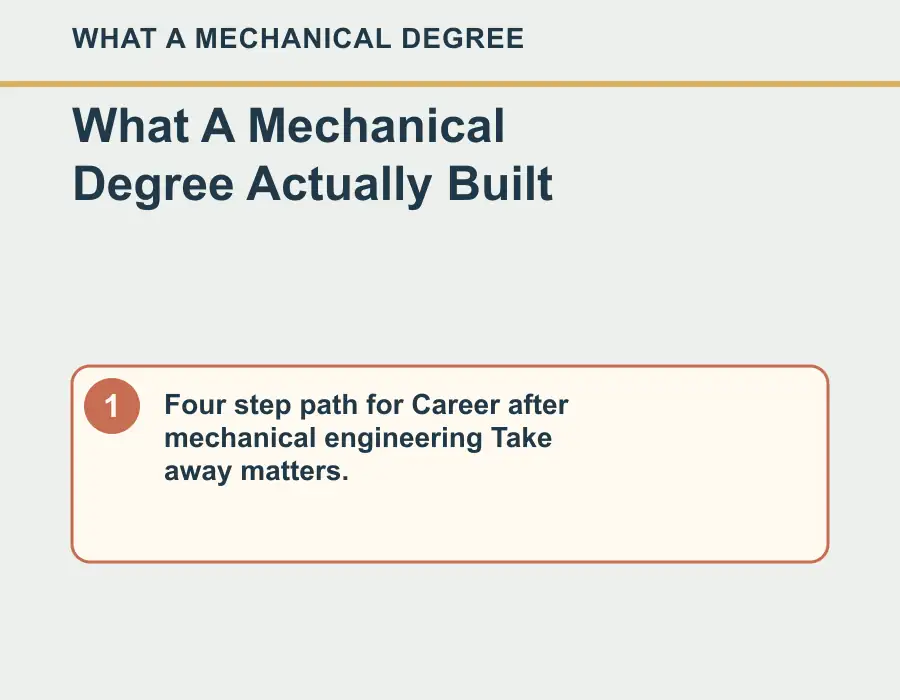 WHAT A MECHANICAL DEGREE
What A Mechanical
Degree Actually Built
1
Four step path for Career after
mechanical engineering Take
away matters.